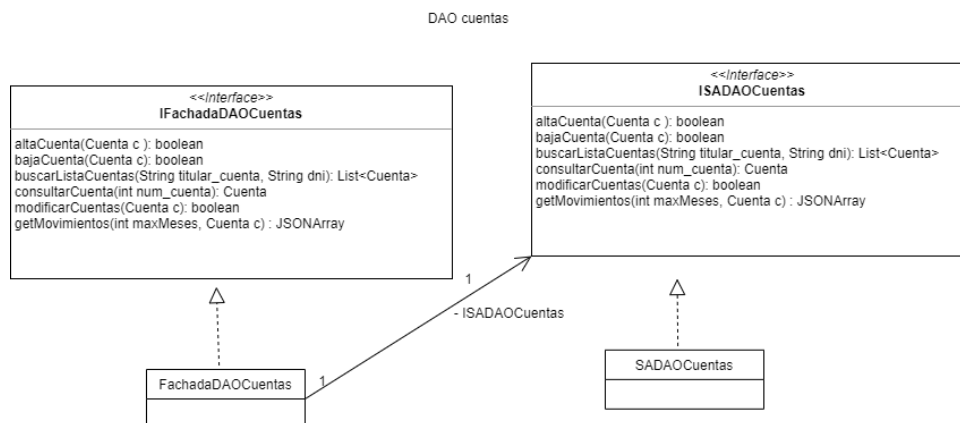 DAO cuentas
<<Interface>>
IFachadaDAOCuentas
altaCuenta(Cuenta c ): boolean
bajaCuenta(Cuenta c): boolean
buscarListaCuentas(String titular_cuenta, String dni): List<Cuenta>
consultarCuenta(int num_cuenta): Cuenta
modificarCuentas(Cuenta c): boolean
getMovimientos(int maxMeses, Cuenta c) : JSONArray
<<Interface>>
ISADAOCuentas
altaCuenta(Cuenta c ): boolean
bajaCuenta(Cuenta c): boolean
buscarListaCuentas(String titular_cuenta, String dni): List<Cuenta>
consultarCuenta(int num_cuenta): Cuenta
modificarCuentas(Cuenta c): boolean
getMovimientos(int maxMeses, Cuenta c) : JSONArray
1
- ISADAOCuentas
1
FachadaDAOCuentas
SADAOCuentas